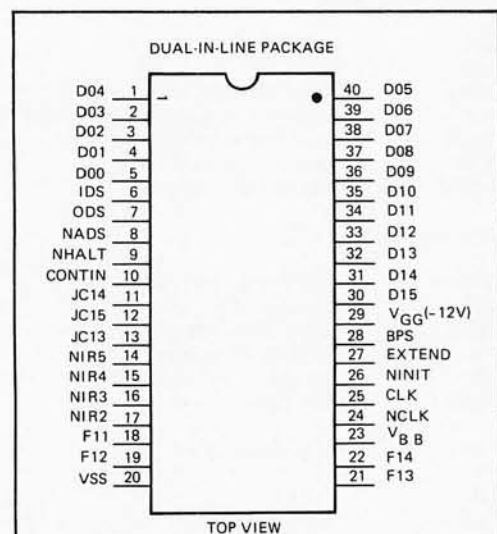 DUAL-IN-LINE PACKAGE
D04 1 40 D05
D03 2 39 D06
D02 3 38 D07
D01 4 37 D08
D00 5 36 D09
IDS 6 35 D10
ODS 7 34 D11
NADS 8 33 D12
NHALT 9 32 D13
CONTIN 10 31 D14
JC14 11 30 D15
JC15 12 29 VGG(-12V)
JC13 13 28 BPS
NIR5 14 27 EXTEND
NIR4 15 26 NINIT
NIR3 16 25 CLK
NIR2 17 24 NCLK
F11 18 23 VBB
F12 19 22 F14
VSS 20 21 F13
TOP VIEW